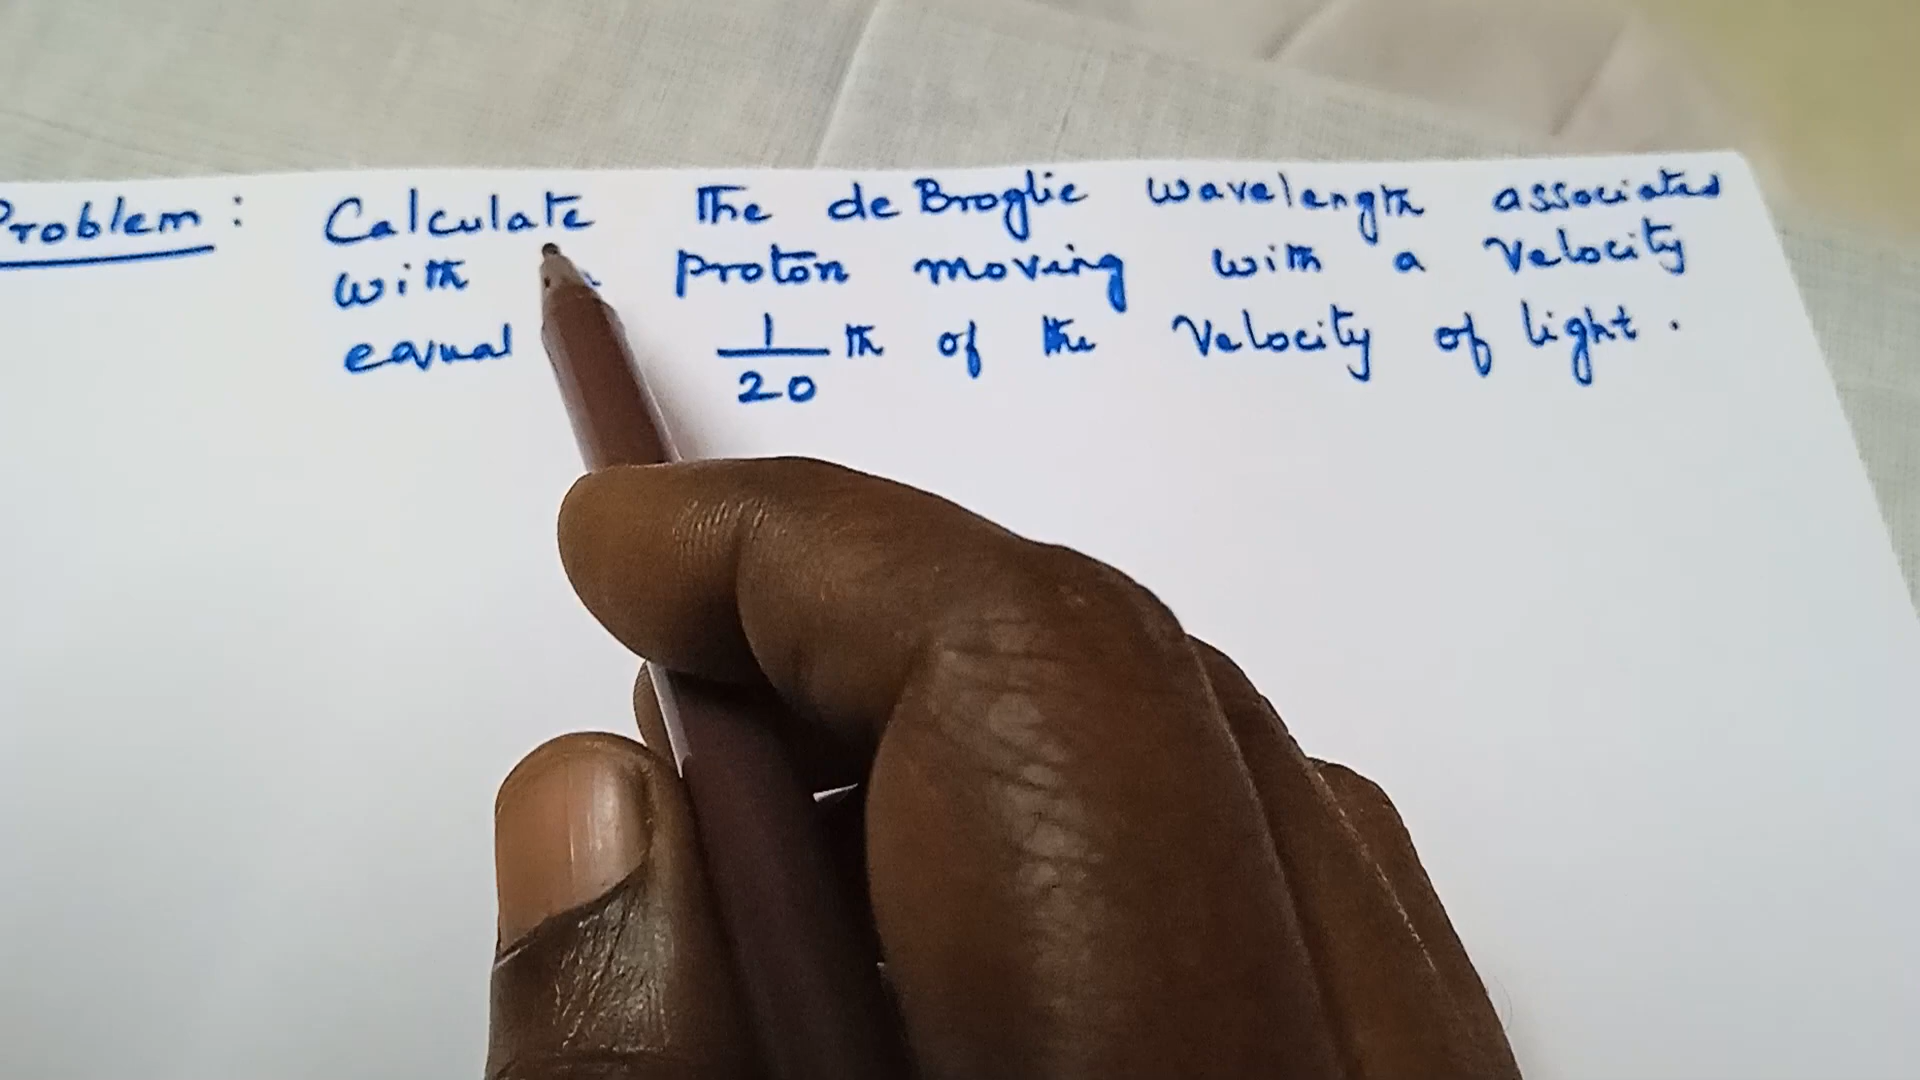 Problem: Calculate The de Broglie wavelength associated
with proton moving with a velocity
equal 1/20 th of the velocity of light.